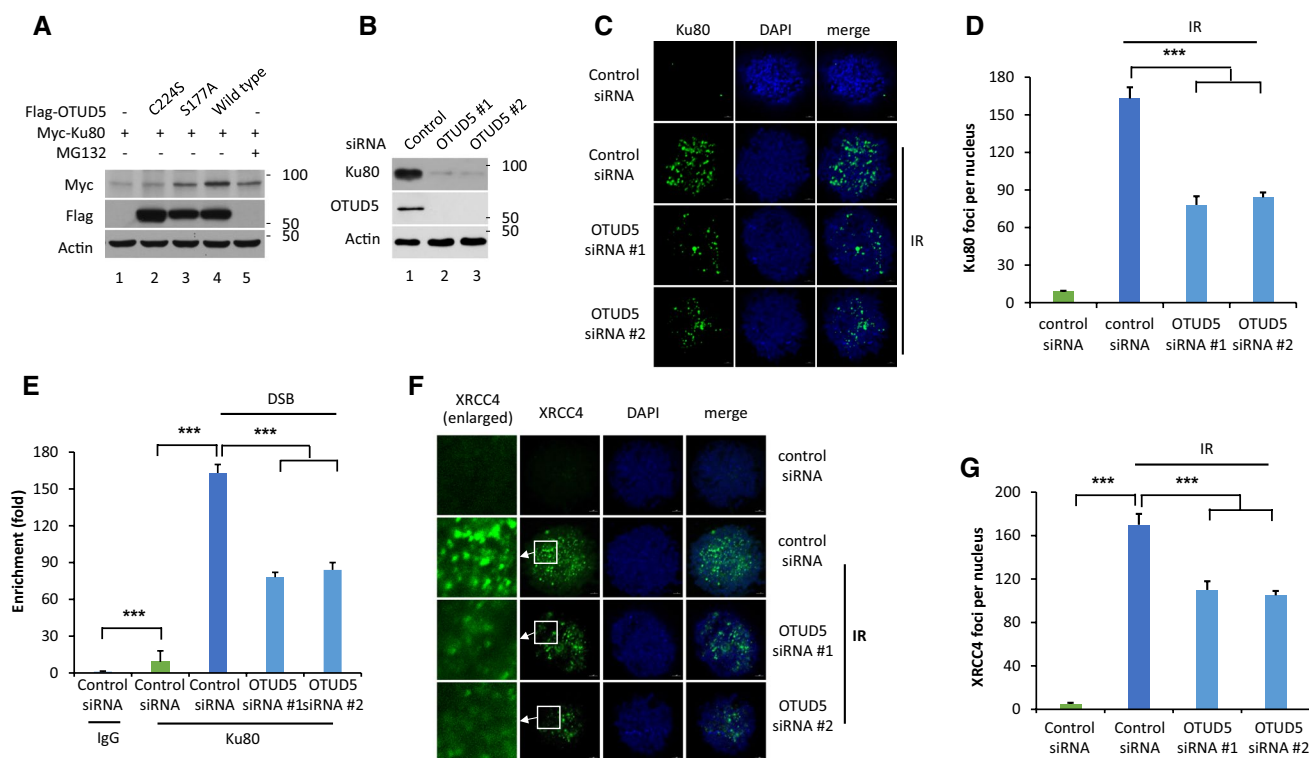 A
C224S
S177A
Wild type
Flag-OTUD5 -
Myc-Ku80 + + + + +
MG132 - - - - +
Myc
100
Flag
50
50
Actin
1 2 3 4 5
B
Control
OTUD5 #1
OTUD5 #2
siRNA
Ku80
100
OTUD5
50
50
Actin
1 2 3
C
Ku80 DAPI merge
Control
siRNA
Control
siRNA
OTUD5
siRNA #1
OTUD5
siRNA #2
IR
D
IR
***
Ku80 foci per nucleus
180
150
120
90
60
30
0
control control OTUD5 OTUD5
siRNA siRNA siRNA #1 siRNA #2
E
DSB
*** ***
***
Enrichment (fold)
180
150
120
90
60
30
0
Control Control Control OTUD5 OTUD5
siRNA siRNA siRNA siRNA #1 siRNA #2
IgG Ku80
F
XRCC4 XRCC4 DAPI merge
(enlarged)
control
siRNA
control
siRNA
OTUD5
siRNA #1
OTUD5
siRNA #2
IR
G
IR
*** ***
XRCC4 foci per nucleus
200
160
120
80
40
0
Control Control OTUD5 OTUD5
siRNA siRNA siRNA #1 siRNA #2